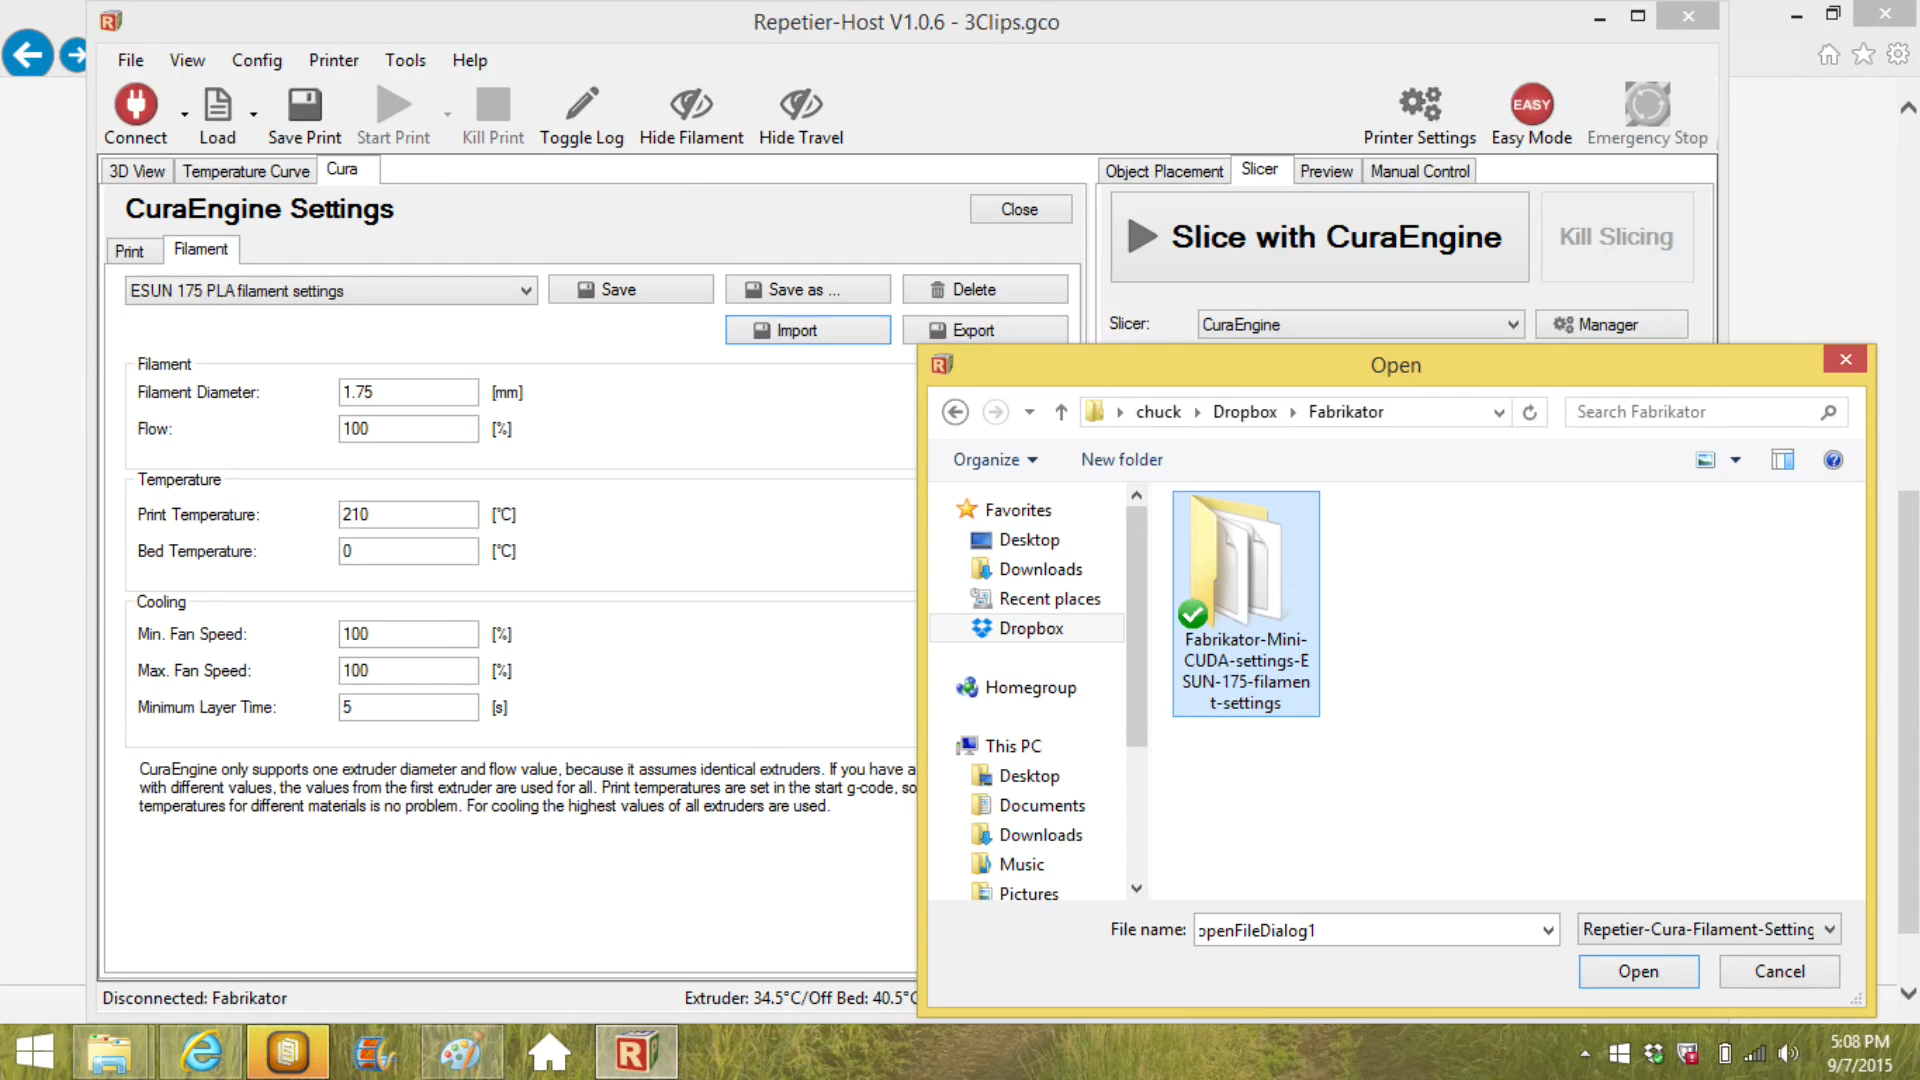 Repetier-Host V1.0.6 - 3Clips.gco
File View Config Printer Tools Help
Connect Load Save Print Start Print Kill Print Toggle Log Hide Filament Hide Travel Printer Settings EASY Easy Mode Emergency Stop
3D View Temperature Curve Cura
Object Placement Slicer Preview Manual Control
CuraEngine Settings
Close
Slice with CuraEngine
Kill Slicing
Print Filament
ESUN 175 PLA filament settings
Save
Save as ...
Delete
Import
Export
Slicer: CuraEngine Manager
Filament
Filament Diameter: 1.75 [mm]
Flow: 100 [%]
Temperature
Print Temperature: 210 [°C]
Bed Temperature: 0 [°C]
Cooling
Min. Fan Speed: 100 [%]
Max. Fan Speed: 100 [%]
Minimum Layer Time: 5 [s]
CuraEngine only supports one extruder diameter and flow value, because it assumes identical extruders. If you have a
with different values, the values from the first extruder are used for all. Print temperatures are set in the start g-code, so
temperatures for different materials is no problem. For cooling the highest values of all extruders are used.
Disconnected: Fabrikator
Extruder: 34.5°C/Off Bed: 40.5°C
Open
chuck Dropbox Fabrikator
Search Fabrikator
Organize New folder
Favorites
Desktop
Downloads
Recent places
Dropbox
Homegroup
This PC
Desktop
Documents
Downloads
Music
Pictures
Fabrikator-Mini-
CUDA-settings-E
SUN-175-filamen
t-settings
File name: openFileDialog1
Repetier-Cura-Filament-Setting
Open
Cancel
5:08 PM
9/7/2015